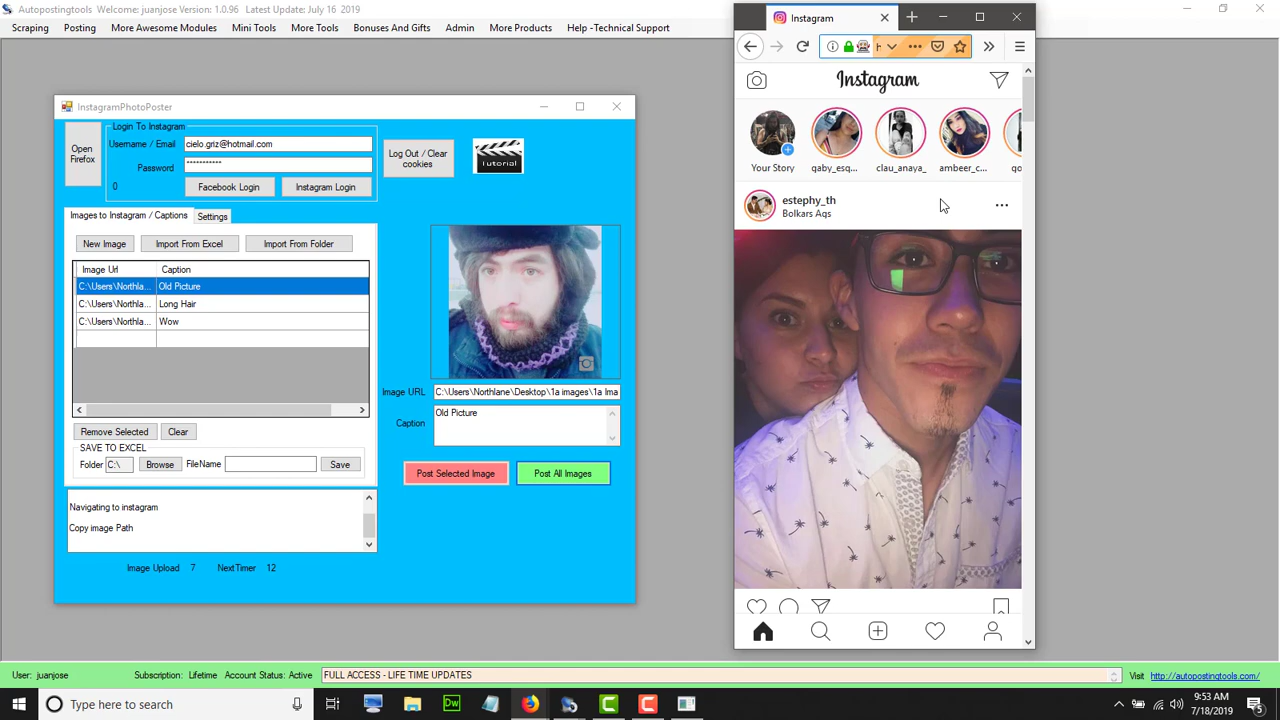 Autopostingtools.com Welcome: juanjose Version: 1.0.96 Latest Update: July 16 2019
Scraping Posting More Awesome Modules Mini Tools More Tools Bonuses And Gifts Admin More Products Help -Technical Support
InstagramPhotoPoster
Open Firefox
Login To Instagram
Username / Email cielo.griz@hotmail.com
Password ***********
0 Facebook Login Instagram Login
Log Out / Clear cookies
Tutorial
Images to Instagram / Captions Settings
New Image Import From Excel Import From Folder
Image Url Caption
C:\Users\Northla... Old Picture
C:\Users\Northla... Long Hair
C:\Users\Northla... Wow
Remove Selected Clear
SAVE TO EXCEL
Folder C:\ Browse FileName Save
Navigating to instagram
Copy image Path
Image Upload 7 NextTimer 12
Image URL C:\Users\Northlane\Desktop\1a images\1a Ima
Caption Old Picture
Post Selected Image Post All Images
Instagram
Instagram
Your Story gaby_esq... clau_anaya_ ambeer_c...
estephy_th
Bolkars Ags
User: juanjose Subscription: Lifetime Account Status: Active FULL ACCESS - LIFE TIME UPDATES Visit http://autopostingtools.com/
Type here to search
Dw
9:53 AM
7/18/2019